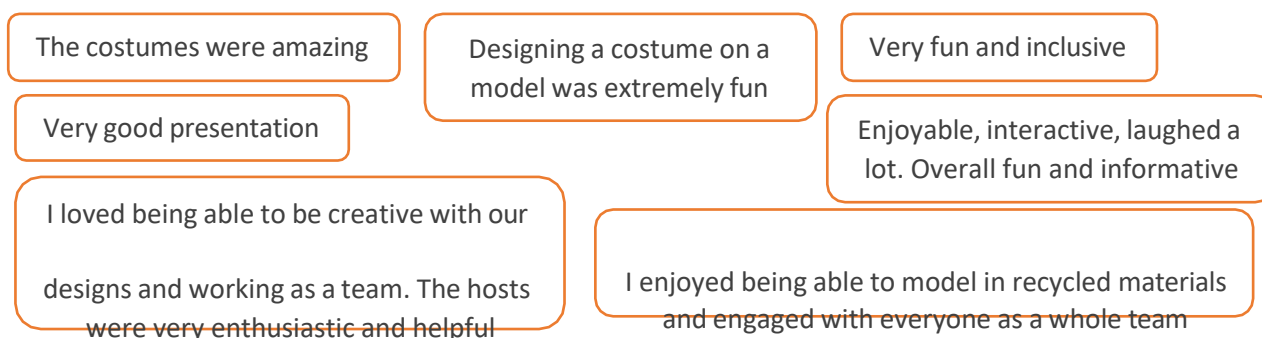 The costumes were amazing
Designing a costume on a
model was extremely fun
Very fun and inclusive
Very good presentation
Enjoyable, interactive, laughed a
lot. Overall fun and informative
I loved being able to be creative with our
designs and working as a team. The hosts
were very enthusiastic and helpful
I enjoyed being able to model in recycled materials
and engaged with everyone as a whole team